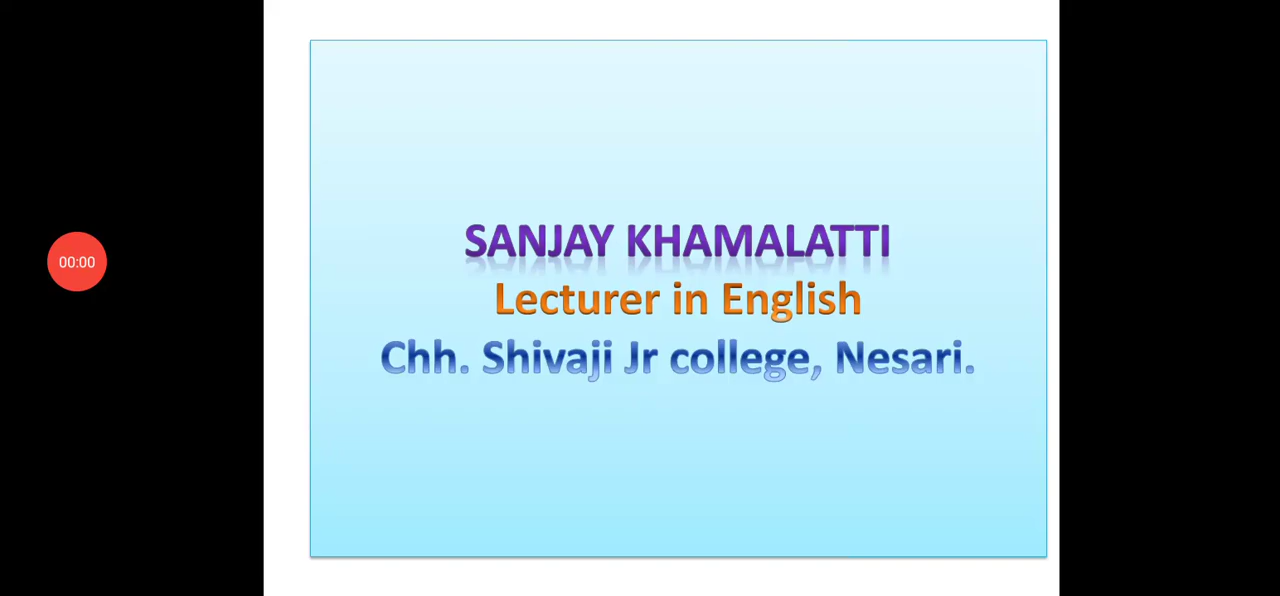 00:00
SANJAY KHAMALATTI
Lecturer in English
Chh. Shivaji Jr college, Nesari.